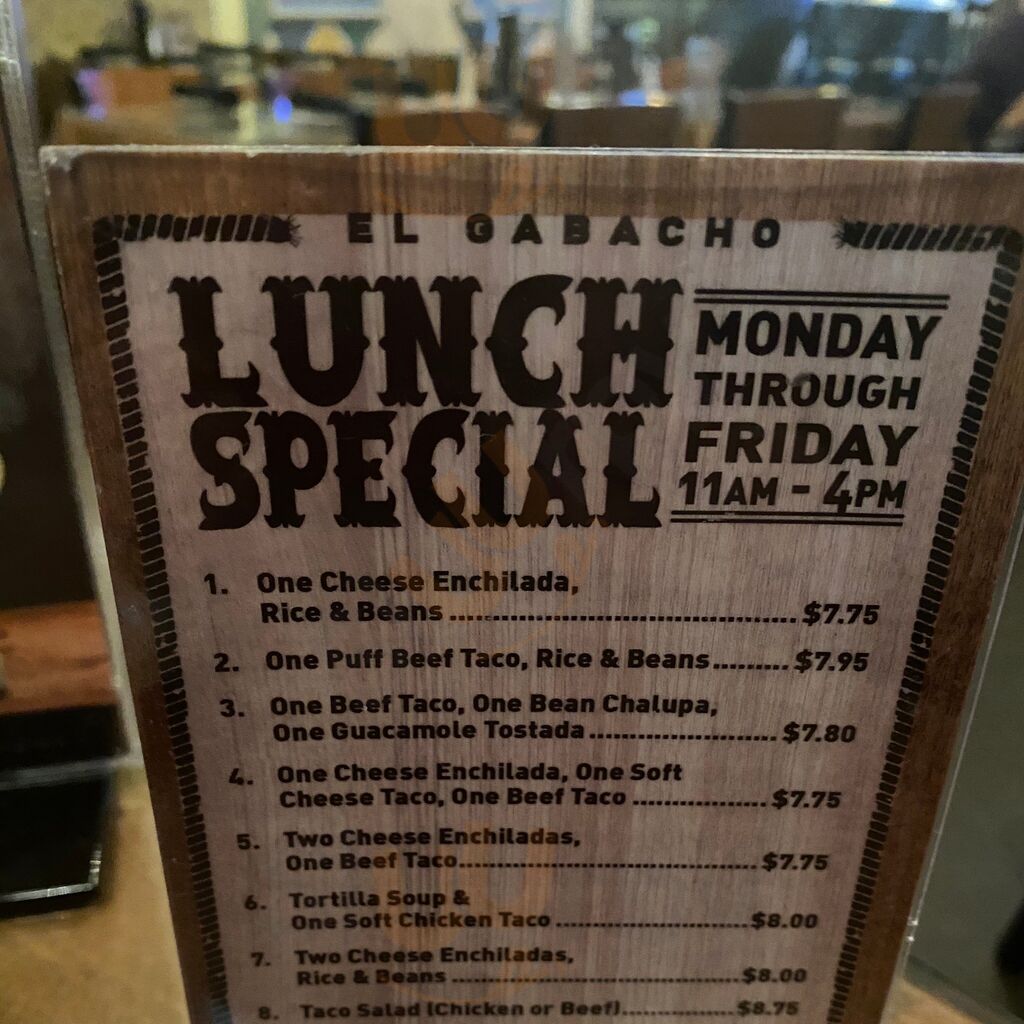 EL GABACHO
LUNCH
SPECIAL
MONDAY
THROUGH
FRIDAY
11AM - 4PM
1. One Cheese Enchilada,
Rice & Beans ........................................ $7.75
2. One Puff Beef Taco, Rice & Beans......... $7.95
3. One Beef Taco, One Bean Chalupa,
One Guacamole Tostada ...................... $7.80
4. One Cheese Enchilada, One Soft
Cheese Taco, One Beef Taco ................ $7.75
5. Two Cheese Enchiladas,
One Beef Taco..................................... $7.75
6. Tortilla Soup &
One Soft Chicken Taco ........................ $8.00
7. Two Cheese Enchiladas,
Rice & Beans ..................................... $8.00
8. Taco Salad (Chicken or Beef)............... $8.75